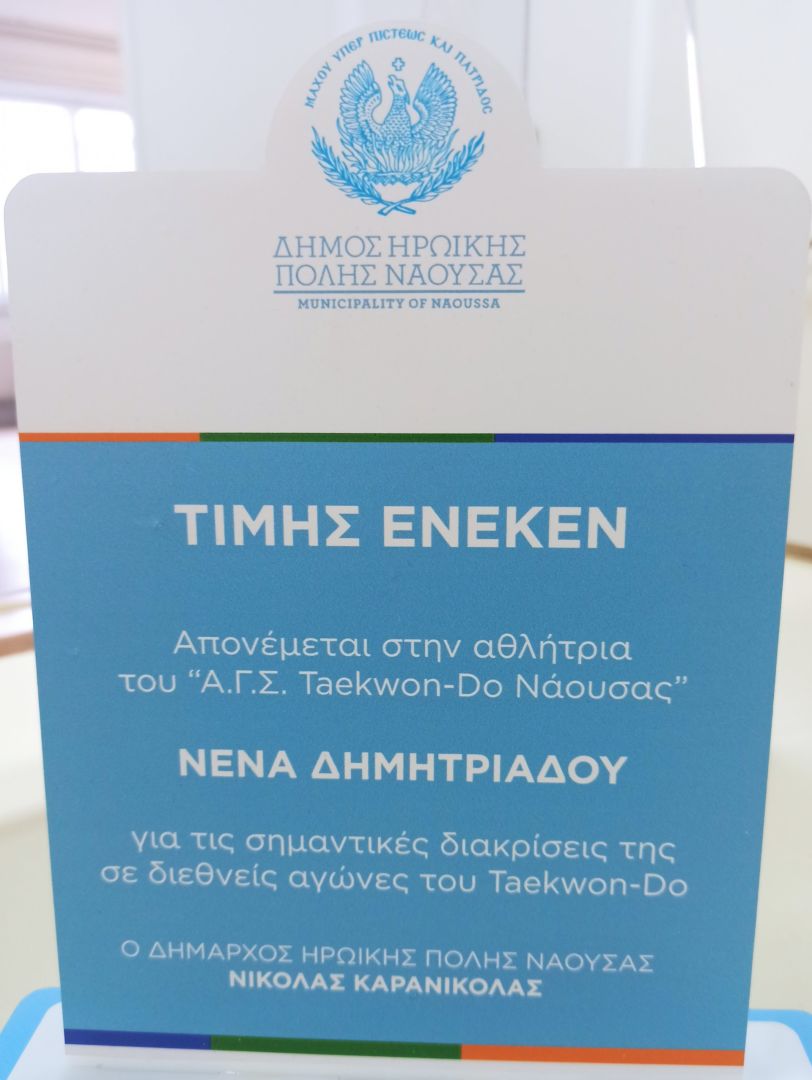 ΜΑΧΟΥ ΥΠΕΡ ΠΙΣΤΕΩΣ ΚΑΙ ΠΑΤΡΙΔΟΣ
ΔΗΜΟΣ ΗΡΩΙΚΗΣ
ΠΟΛΗΣ ΝΑΟΥΣΑΣ
MUNICIPALITY OF NAOUSSA
ΤΙΜΗΣ ΕΝΕΚΕΝ
Απονέμεται στην αθλήτρια
του “Α.Γ.Σ. Taekwon-Do Νάουσας”
ΝΕΝΑ ΔΗΜΗΤΡΙΑΔΟΥ
για τις σημαντικές διακρίσεις της
σε διεθνείς αγώνες του Taekwon-Do
Ο ΔΗΜΑΡΧΟΣ ΗΡΩΙΚΗΣ ΠΟΛΗΣ ΝΑΟΥΣΑΣ
ΝΙΚΟΛΑΣ ΚΑΡΑΝΙΚΟΛΑΣ